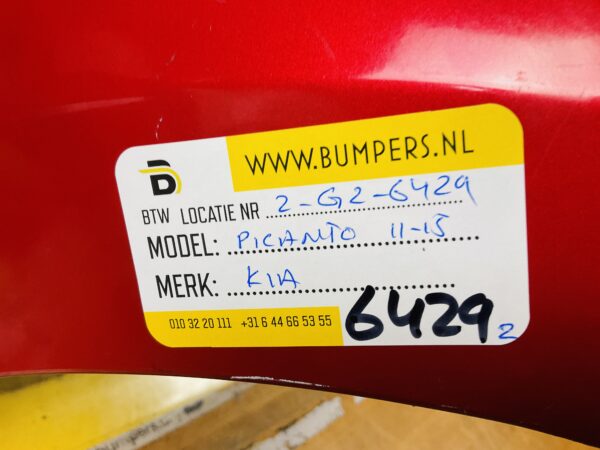 WWW.BUMPERS.NL
BTW LOCATIE NR 2-G2-6429
MODEL: PICANTO 11-15
MERK: KIA
010 32 20 111 +31 6 44 66 53 55
6429 2
bumpers.